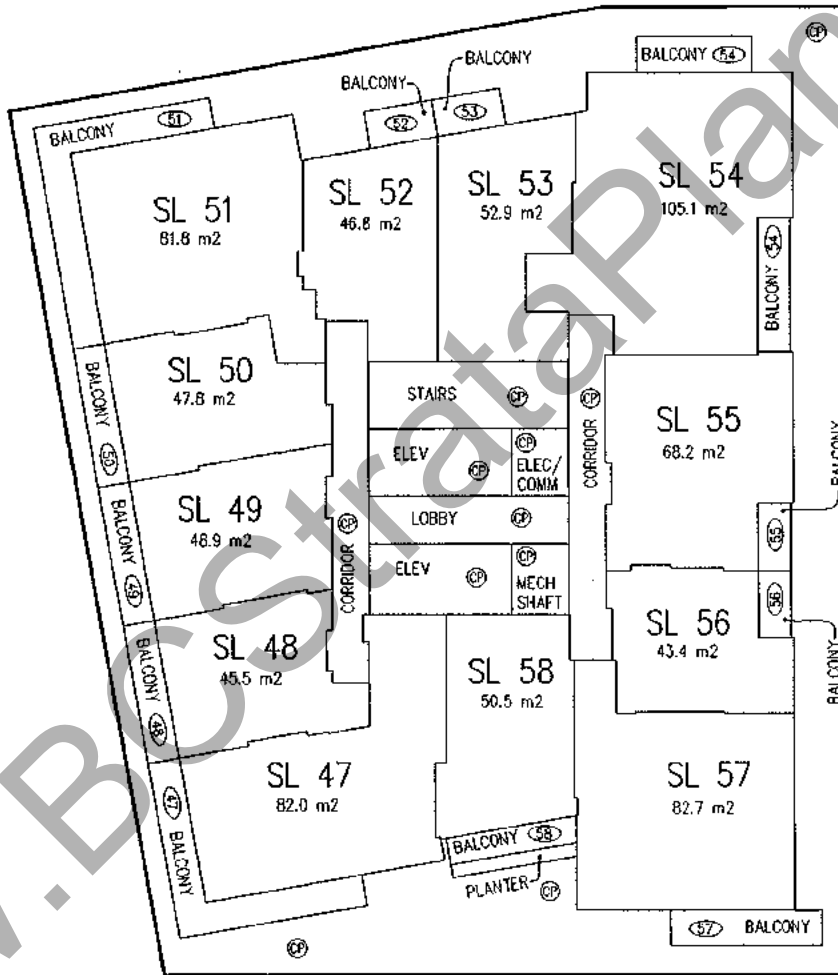 CP
BALCONY 54
BALCONY
BALCONY
BALCONY 51
52
53
SL 51
81.8 m2
SL 52
46.8 m2
SL 53
52.9 m2
SL 54
105.1 m2
BALCONY 54
SL 50
47.8 m2
BALCONY 50
STAIRS CP
CP
CORRIDOR
SL 55
68.2 m2
BALCONY
55
ELEV CP
CP
ELEC/
COMM
SL 49
48.9 m2
BALCONY 49
LOBBY CP
CP
CORRIDOR
ELEV CP
CP
MECH
SHAFT
56
BALCONY
SL 48
45.5 m2
BALCONY 48
SL 56
43.4 m2
SL 58
50.5 m2
SL 47
82.0 m2
SL 57
82.7 m2
47
BALCONY
BALCONY 58
PLANTER
CP
57 BALCONY
CP
.BCStrataPlan